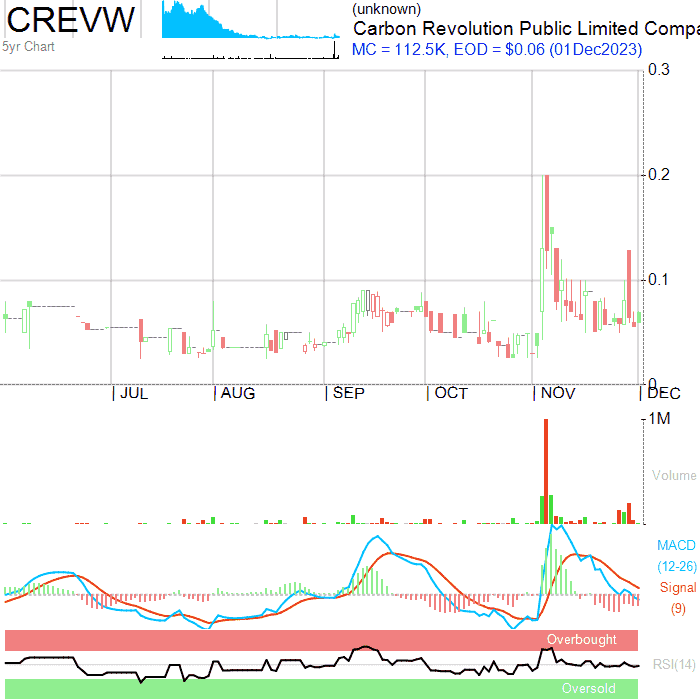 CREVW
5yr Chart
(unknown)
Carbon Revolution Public Limited Compa
MC = 112.5K, EOD = $0.06 (01Dec2023)
0.3
0.2
0.1
0
JUL
AUG
SEP
OCT
NOV
DEC
1M
Volume
MACD
(12-26)
Signal
(9)
Overbought
RSI(14)
Oversold